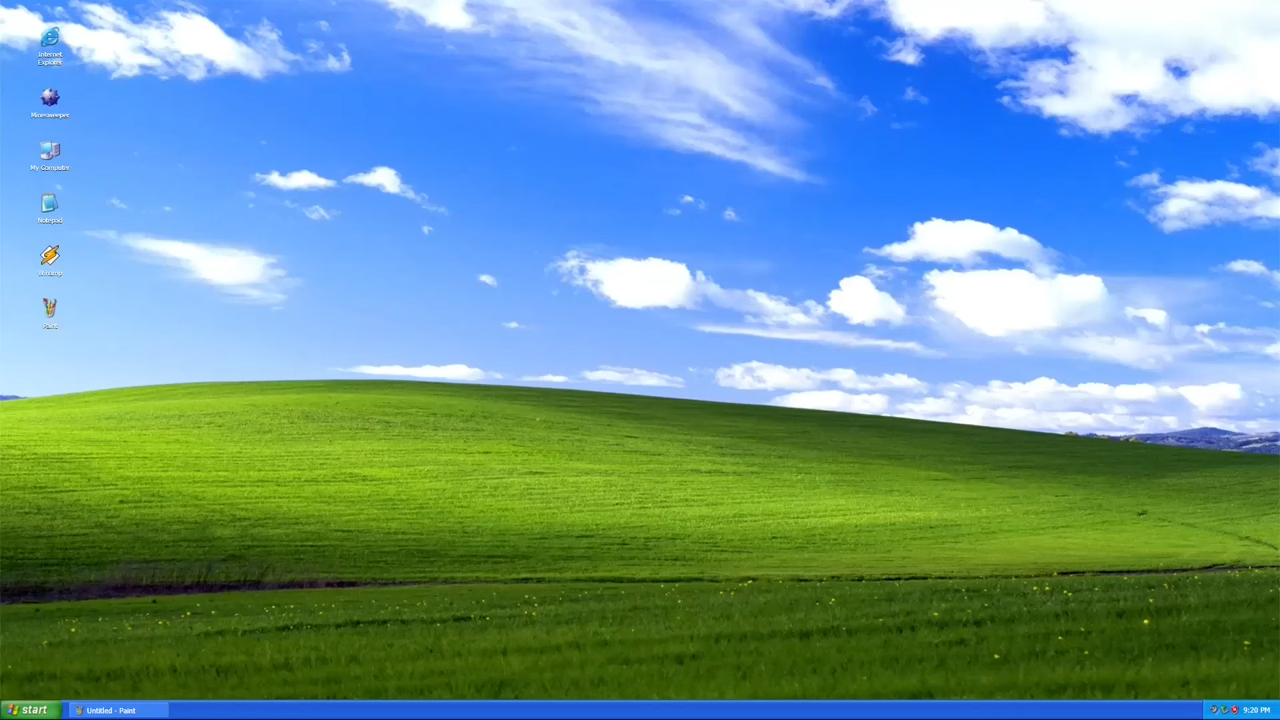 Internet
Explorer
Minesweeper
My Computer
Notepad
Winamp
Paint
start
Untitled - Paint
9:20 PM